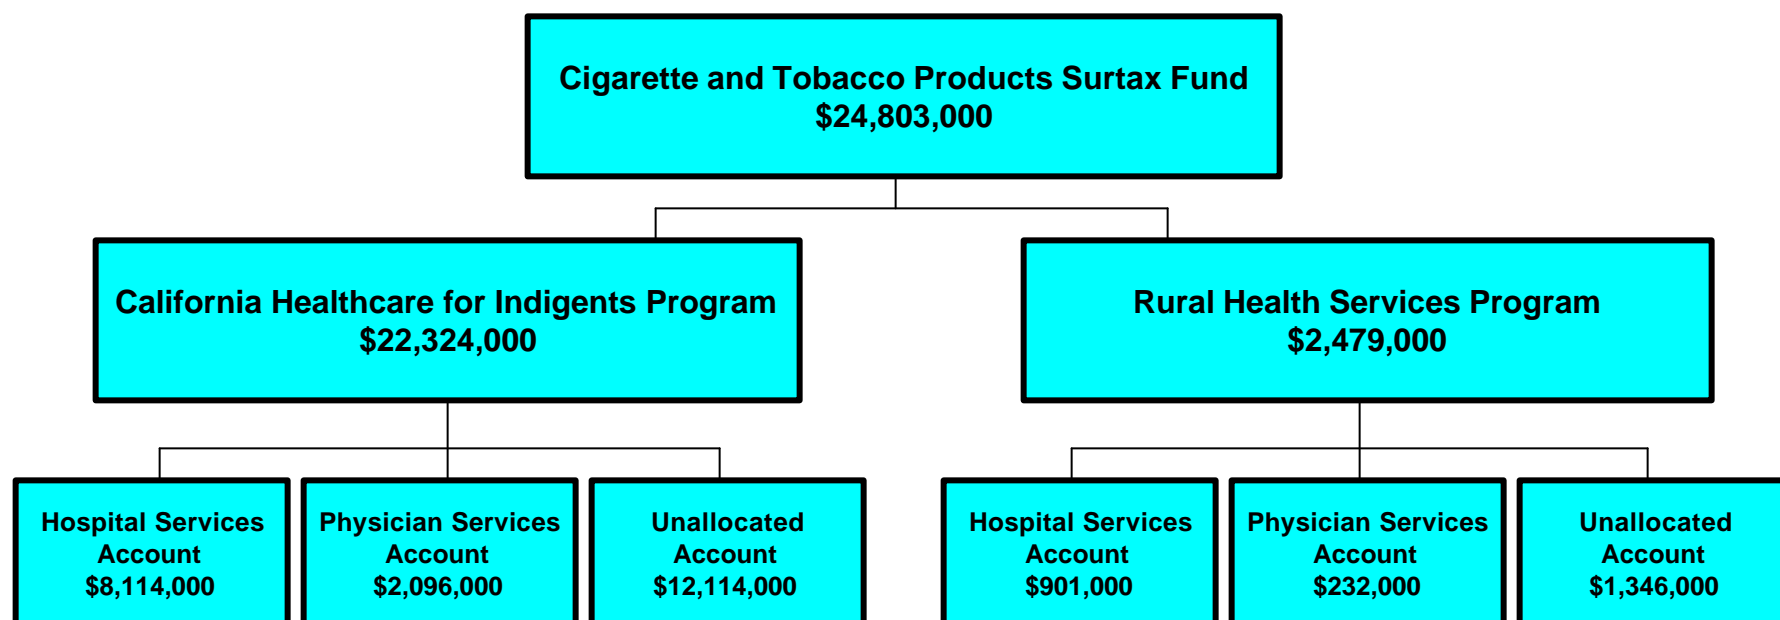 Cigarette and Tobacco Products Surtax Fund
$24,803,000
California Healthcare for Indigents Program
$22,324,000
Rural Health Services Program
$2,479,000
Hospital Services
Account
$8,114,000
Physician Services
Account
$2,096,000
Unallocated
Account
$12,114,000
Hospital Services
Account
$901,000
Physician Services
Account
$232,000
Unallocated
Account
$1,346,000